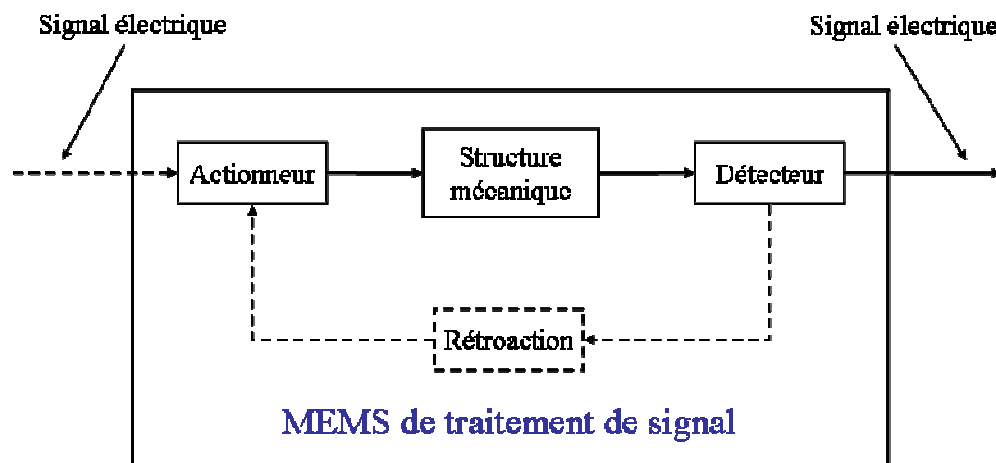 Signal électrique
Signal électrique
Actionneur
Structure
mécanique
Détecteur
Rétroaction
MEMS de traitement de signal